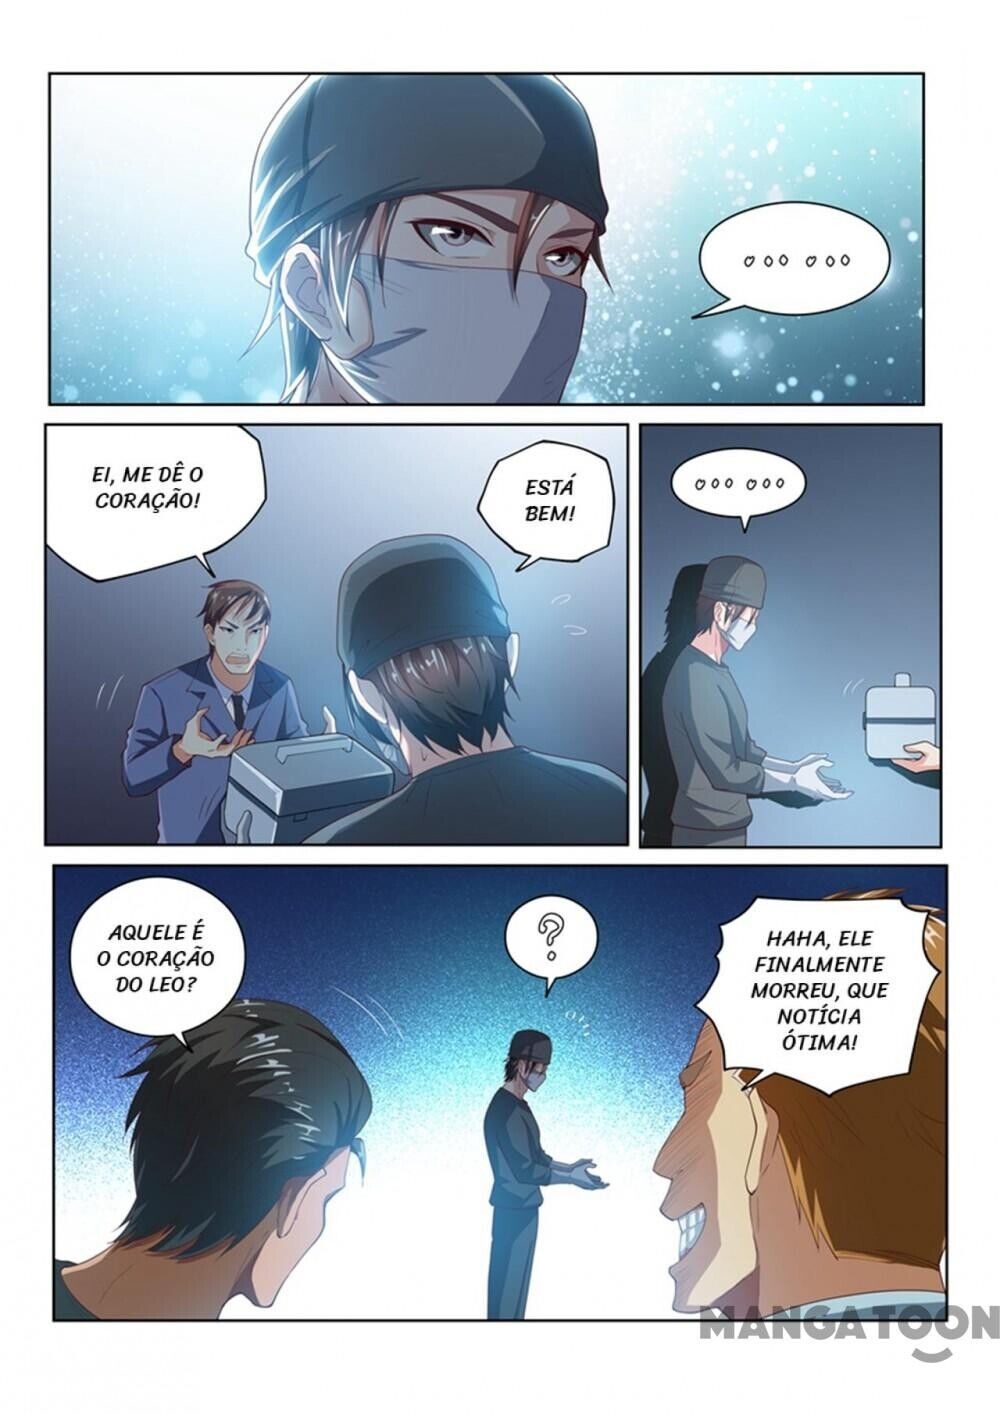 ... ...
EI, ME DÊ O
CORAÇÃO!
ESTÁ
BEM!
... ...
AQUELE É
O CORAÇÃO
DO LEO?
?
HAHA, ELE
FINALMENTE
MORREU, QUE
NOTÍCIA
ÓTIMA!
MANGATOON